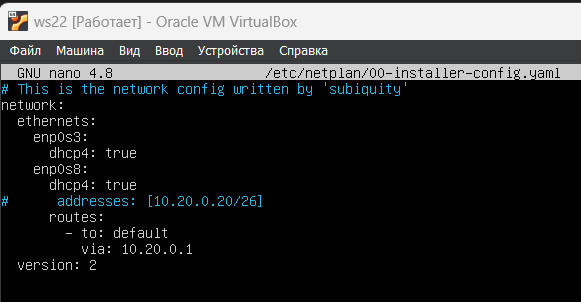 ws22 [Работает] - Oracle VM VirtualBox
Файл Машина Вид Ввод Устройства Справка
GNU nano 4.8 /etc/netplan/00-installer-config.yaml
# This is the network config written by 'subiquity'
network:
  ethernets:
    enp0s3:
      dhcp4: true
    enp0s8:
      dhcp4: true
#      addresses: [10.20.0.20/26]
      routes:
        - to: default
          via: 10.20.0.1
  version: 2